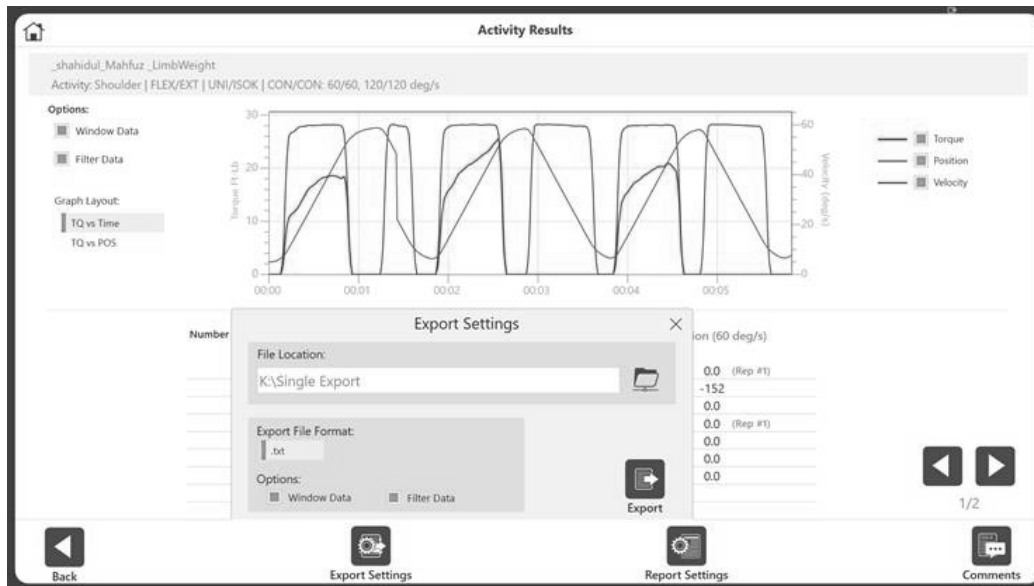 Activity Results
_shahidul_Mahfuz _LimbWeight
Activity: Shoulder | FLEX/EXT | UNI/ISOK | CON/CON: 60/60, 120/120 deg/s
Options:
Window Data
Filter Data
Graph Layout:
TQ vs Time
TQ vs POS
30
20
10
0
Torque Ft-Lb
60
40
20
0
Velocity (deg/s)
00:00 00:01 00:02 00:03 00:04 00:05
Torque
Position
Velocity
Number
ion (60 deg/s)
0.0 (Rep #1)
-152
0.0
0.0 (Rep #1)
0.0
0.0
0.0
Export Settings
File Location:
K:\Single Export
Export File Format:
.txt
Options:
Window Data Filter Data
Export
1/2
Back
Export Settings
Report Settings
Comments